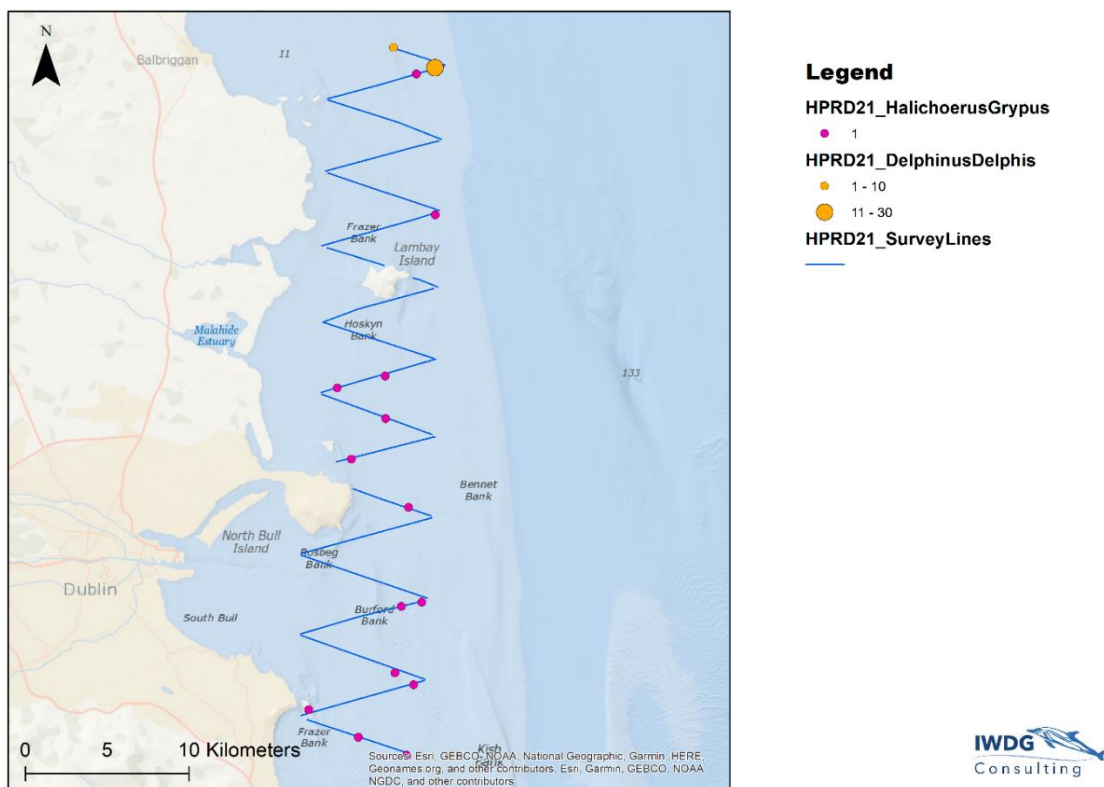 N
Balbriggan
11
Frazer
Bank
Lambay
Island
Malahide
Estuary
Hoskyn
Bank
133
Bennet
Bank
North Bull
Island
Rosbeg
Bank
Dublin
South Bull
Burford
Bank
Frazer
Bank
Kish
Bank
0 5 10 Kilometers
Sources: Esri, GEBCO, NOAA, National Geographic, Garmin, HERE,
Geonames.org, and other contributors, Esri, Garmin, GEBCO, NOAA
NGDC, and other contributors
Legend
HPRD21_HalichoerusGrypus
1
HPRD21_DelphinusDelphis
1 - 10
11 - 30
HPRD21_SurveyLines
IWDG
Consulting